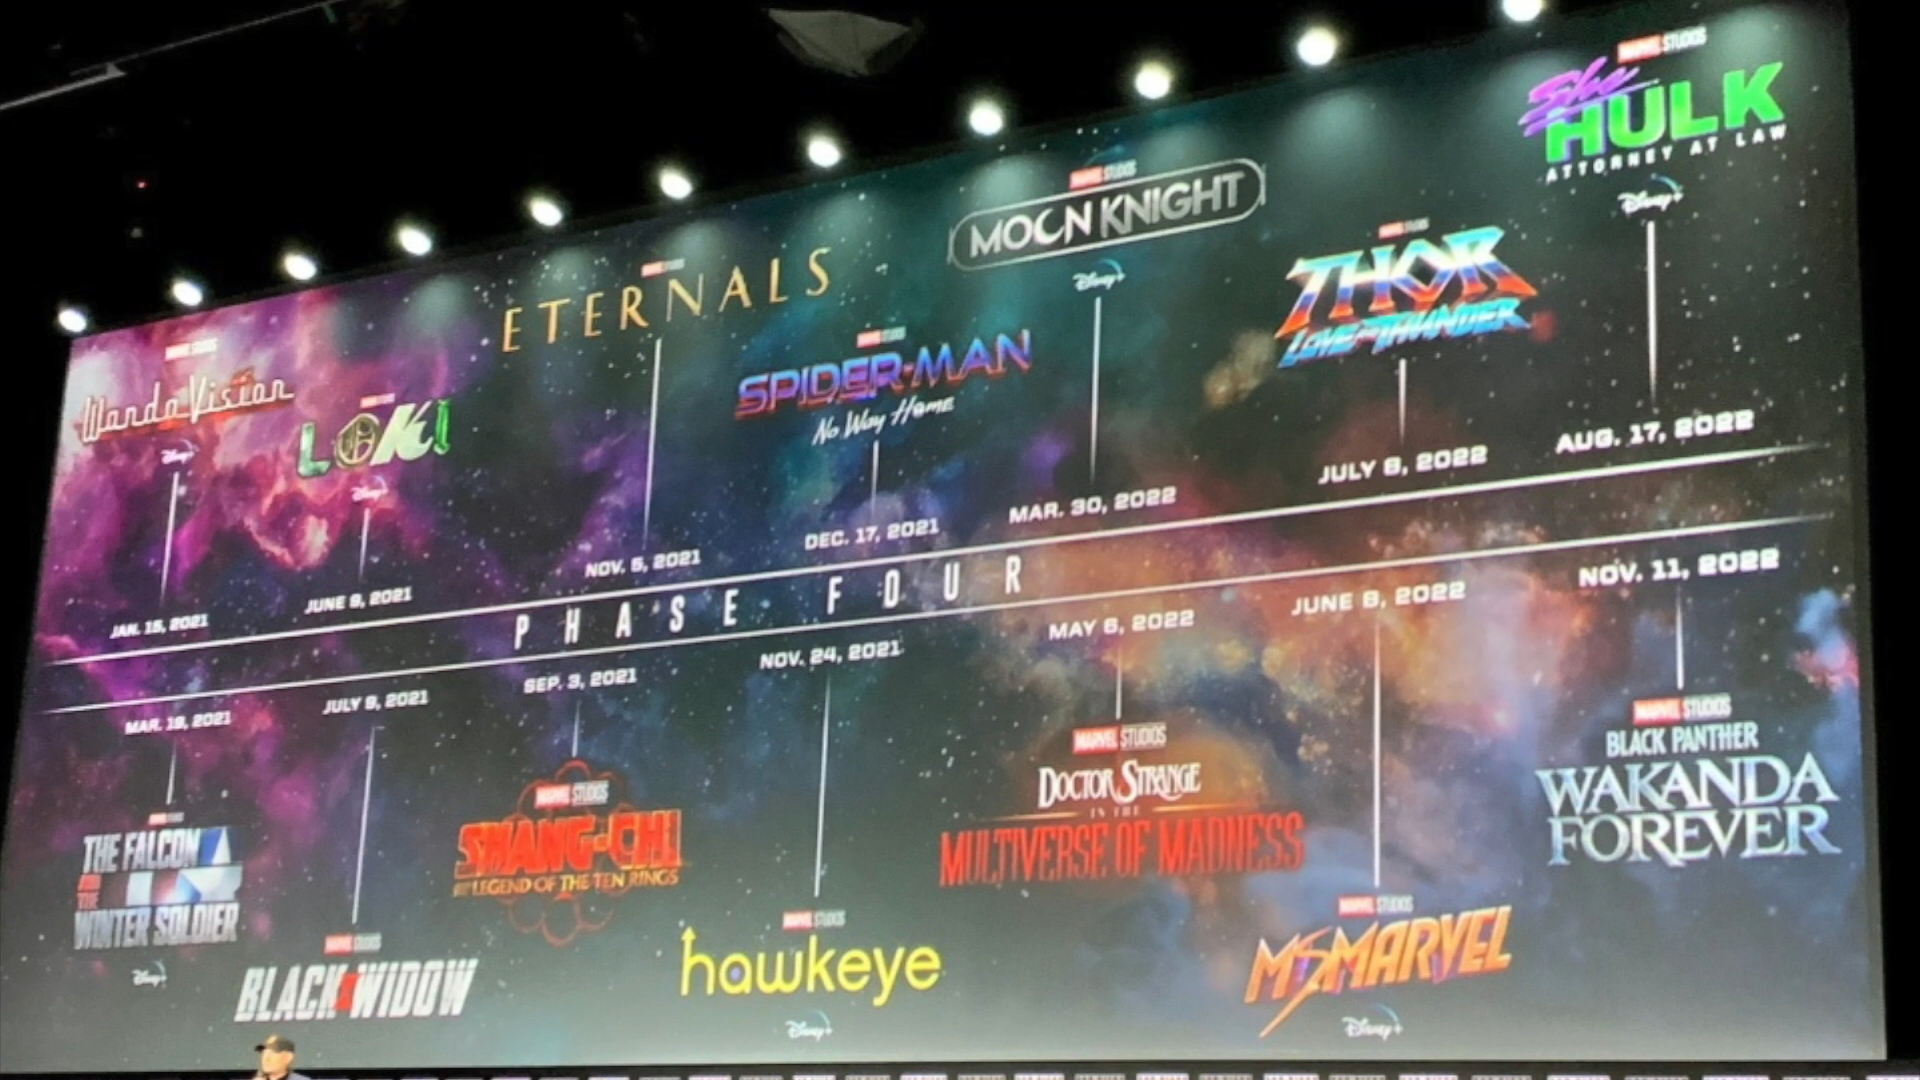 MARVEL STUDIOS
WandaVision
Disney+
JAN. 15, 2021
MARVEL STUDIOS
LOKI
Disney+
JUNE 9, 2021
MARVEL STUDIOS
ETERNALS
NOV. 5, 2021
MARVEL STUDIOS
SPIDER-MAN
No Way Home
DEC. 17, 2021
MARVEL STUDIOS
MOON KNIGHT
Disney+
MAR. 30, 2022
MARVEL STUDIOS
THOR
LOVE AND THUNDER
JULY 8, 2022
MARVEL STUDIOS
She
HULK
ATTORNEY AT LAW
Disney+
AUG. 17, 2022
PHASE FOUR
MAR. 19, 2021
MARVEL STUDIOS
THE FALCON
AND THE
WINTER SOLDIER
Disney+
JULY 9, 2021
MARVEL STUDIOS
BLACK WIDOW
SEP. 3, 2021
MARVEL STUDIOS
SHANG-CHI
AND THE LEGEND OF THE TEN RINGS
NOV. 24, 2021
MARVEL STUDIOS
hawkeye
Disney+
MAY 6, 2022
MARVEL STUDIOS
DOCTOR STRANGE
IN THE
MULTIVERSE OF MADNESS
JUNE 8, 2022
MARVEL STUDIOS
MS MARVEL
Disney+
NOV. 11, 2022
MARVEL STUDIOS
BLACK PANTHER
WAKANDA
FOREVER